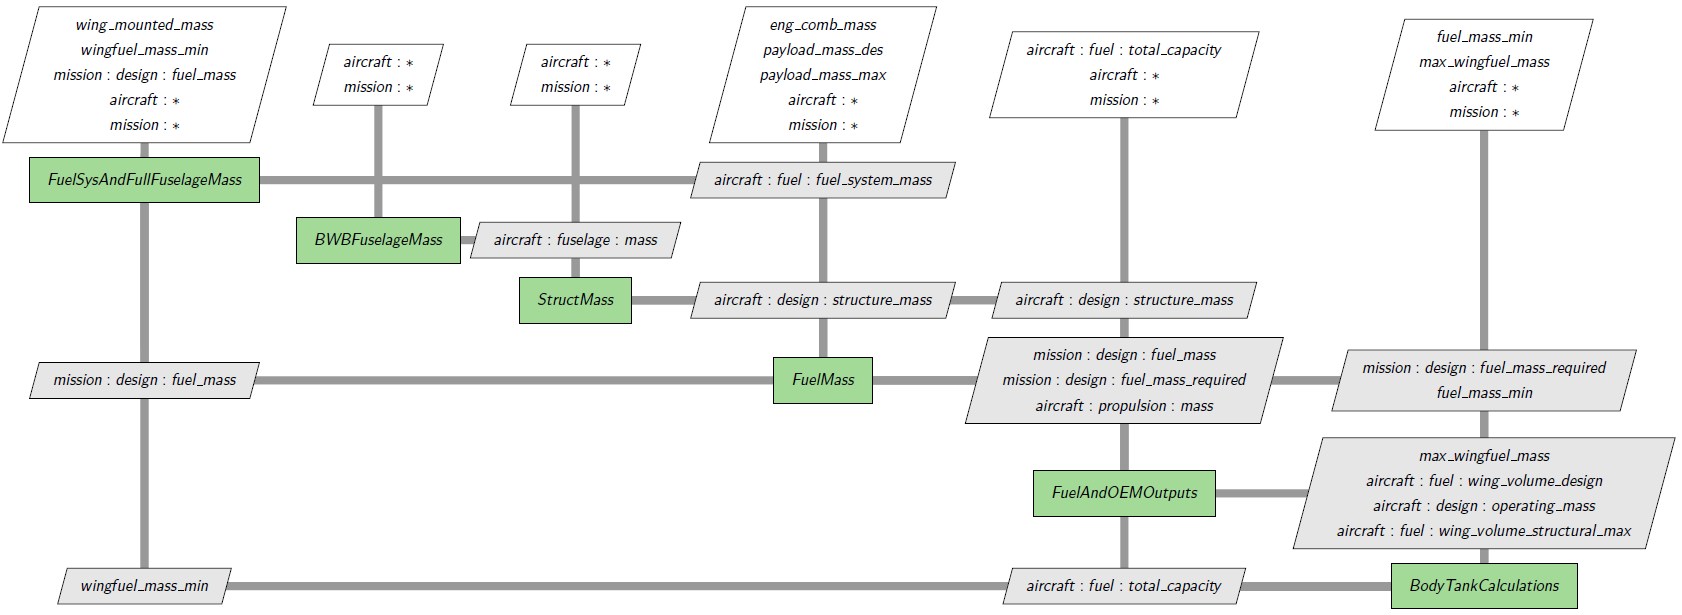 wing_mounted_mass
wingfuel_mass_min
mission : design : fuel_mass
aircraft : *
mission : *
aircraft : *
mission : *
aircraft : *
mission : *
eng_comb_mass
payload_mass_des
payload_mass_max
aircraft : *
mission : *
aircraft : fuel : total_capacity
aircraft : *
mission : *
fuel_mass_min
max_wingfuel_mass
aircraft : *
mission : *
FuelSysAndFullFuselageMass
aircraft : fuel : fuel_system_mass
BWBFuselageMass
aircraft : fuselage : mass
StructMass
aircraft : design : structure_mass
aircraft : design : structure_mass
mission : design : fuel_mass
FuelMass
mission : design : fuel_mass
mission : design : fuel_mass_required
aircraft : propulsion : mass
mission : design : fuel_mass_required
fuel_mass_min
FuelAndOEMOutputs
max_wingfuel_mass
aircraft : fuel : wing_volume_design
aircraft : design : operating_mass
aircraft : fuel : wing_volume_structural_max
wingfuel_mass_min
aircraft : fuel : total_capacity
BodyTankCalculations